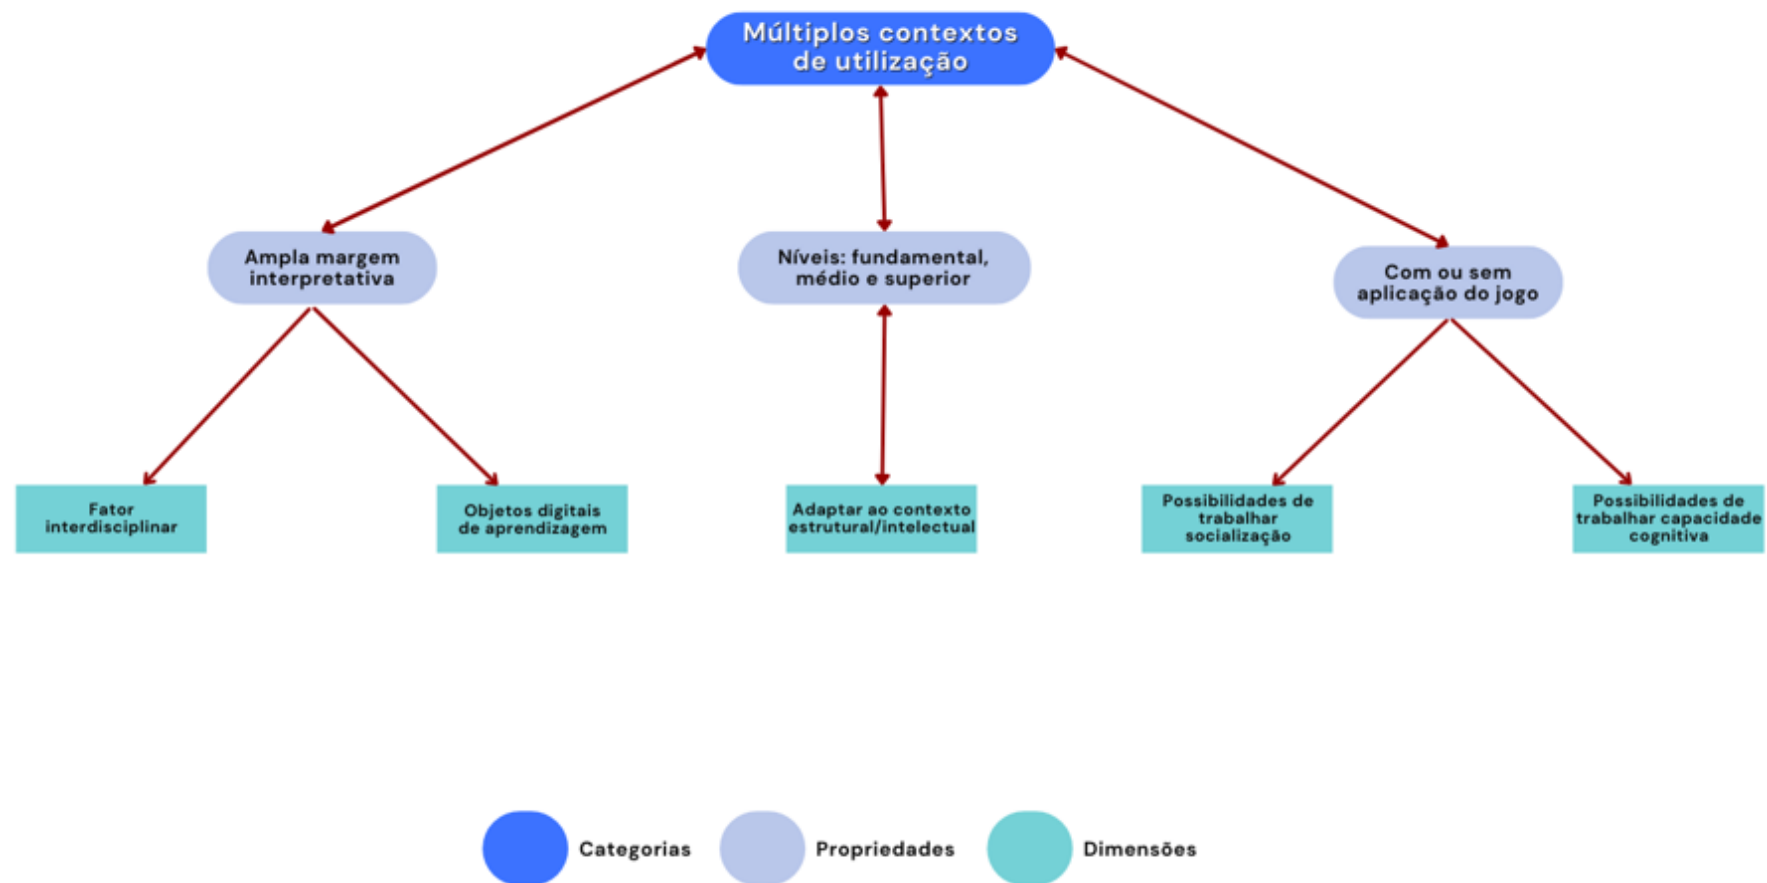 Múltiplos contextos
de utilização
Ampla margem
interpretativa
Níveis: fundamental,
médio e superior
Com ou sem
aplicação do jogo
Fator
interdisciplinar
Objetos digitais
de aprendizagem
Adaptar ao contexto
estrutural/intelectual
Possibilidades de
trabalhar
socialização
Possibilidades de
trabalhar capacidade
cognitiva
Categorias
Propriedades
Dimensões